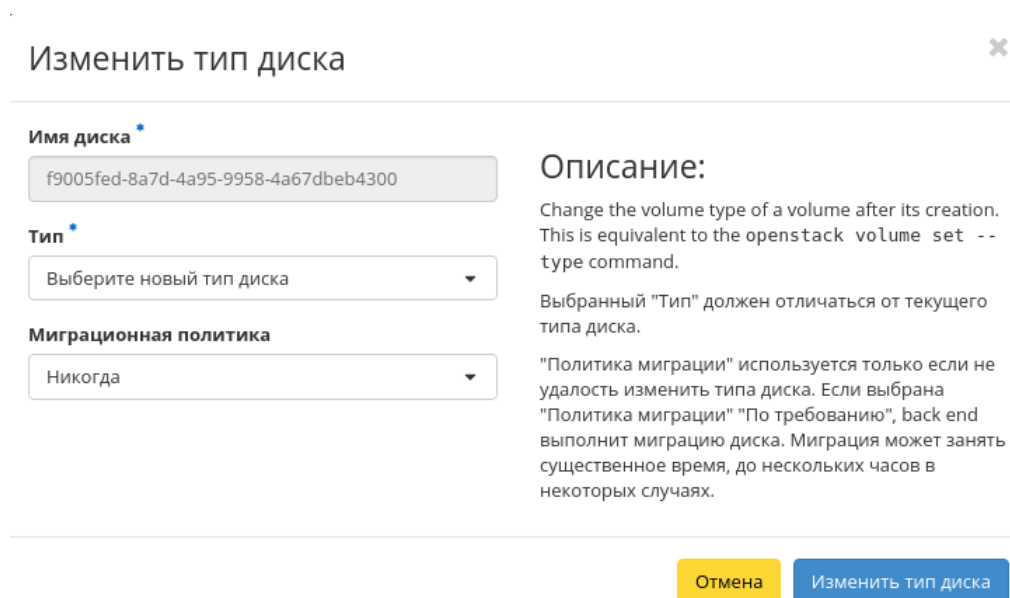 Изменить тип диска
×
Имя диска *
f9005fed-8a7d-4a95-9958-4a67dbeb4300
Тип *
Выберите новый тип диска
Миграционная политика
Никогда
Описание:
Change the volume type of a volume after its creation.
This is equivalent to the openstack volume set --
type command.
Выбранный "Тип" должен отличаться от текущего
типа диска.
"Политика миграции" используется только если не
удалость изменить типа диска. Если выбрана
"Политика миграции" "По требованию", back end
выполнит миграцию диска. Миграция может занять
существенное время, до нескольких часов в
некоторых случаях.
Отмена
Изменить тип диска